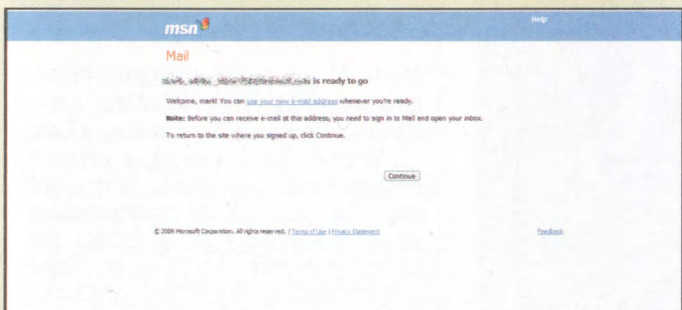 msn
Help
Mail
is ready to go
Welcome, mark! You can use your new e-mail address whenever you're ready.
Note: Before you can receive e-mail at this address, you need to sign in to Mail and open your inbox.
To return to the site where you signed up, click Continue.
Continue
Microsoft Corporation. All rights reserved. | Terms of Use | Privacy Statement
Feedback